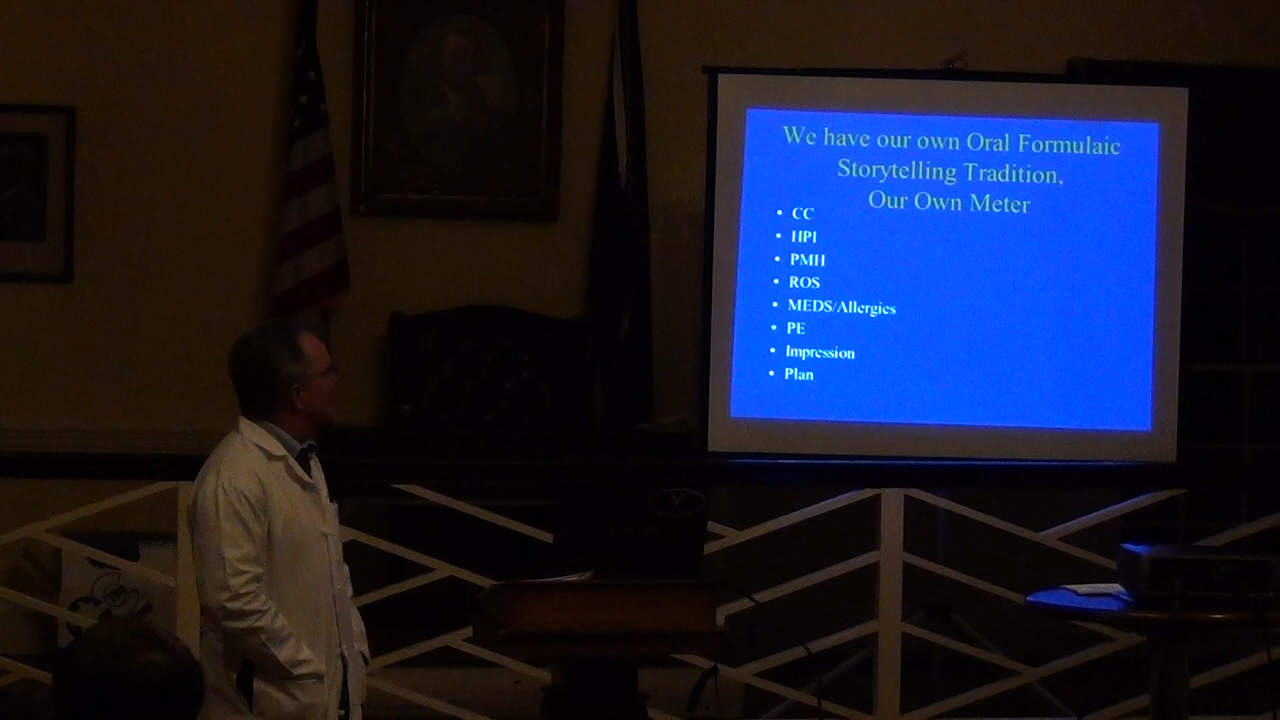 We have our own Oral Formulaic
Storytelling Tradition,
Our Own Meter
• CC
• HPI
• PMH
• ROS
• MEDS/Allergies
• PE
• Impression
• Plan